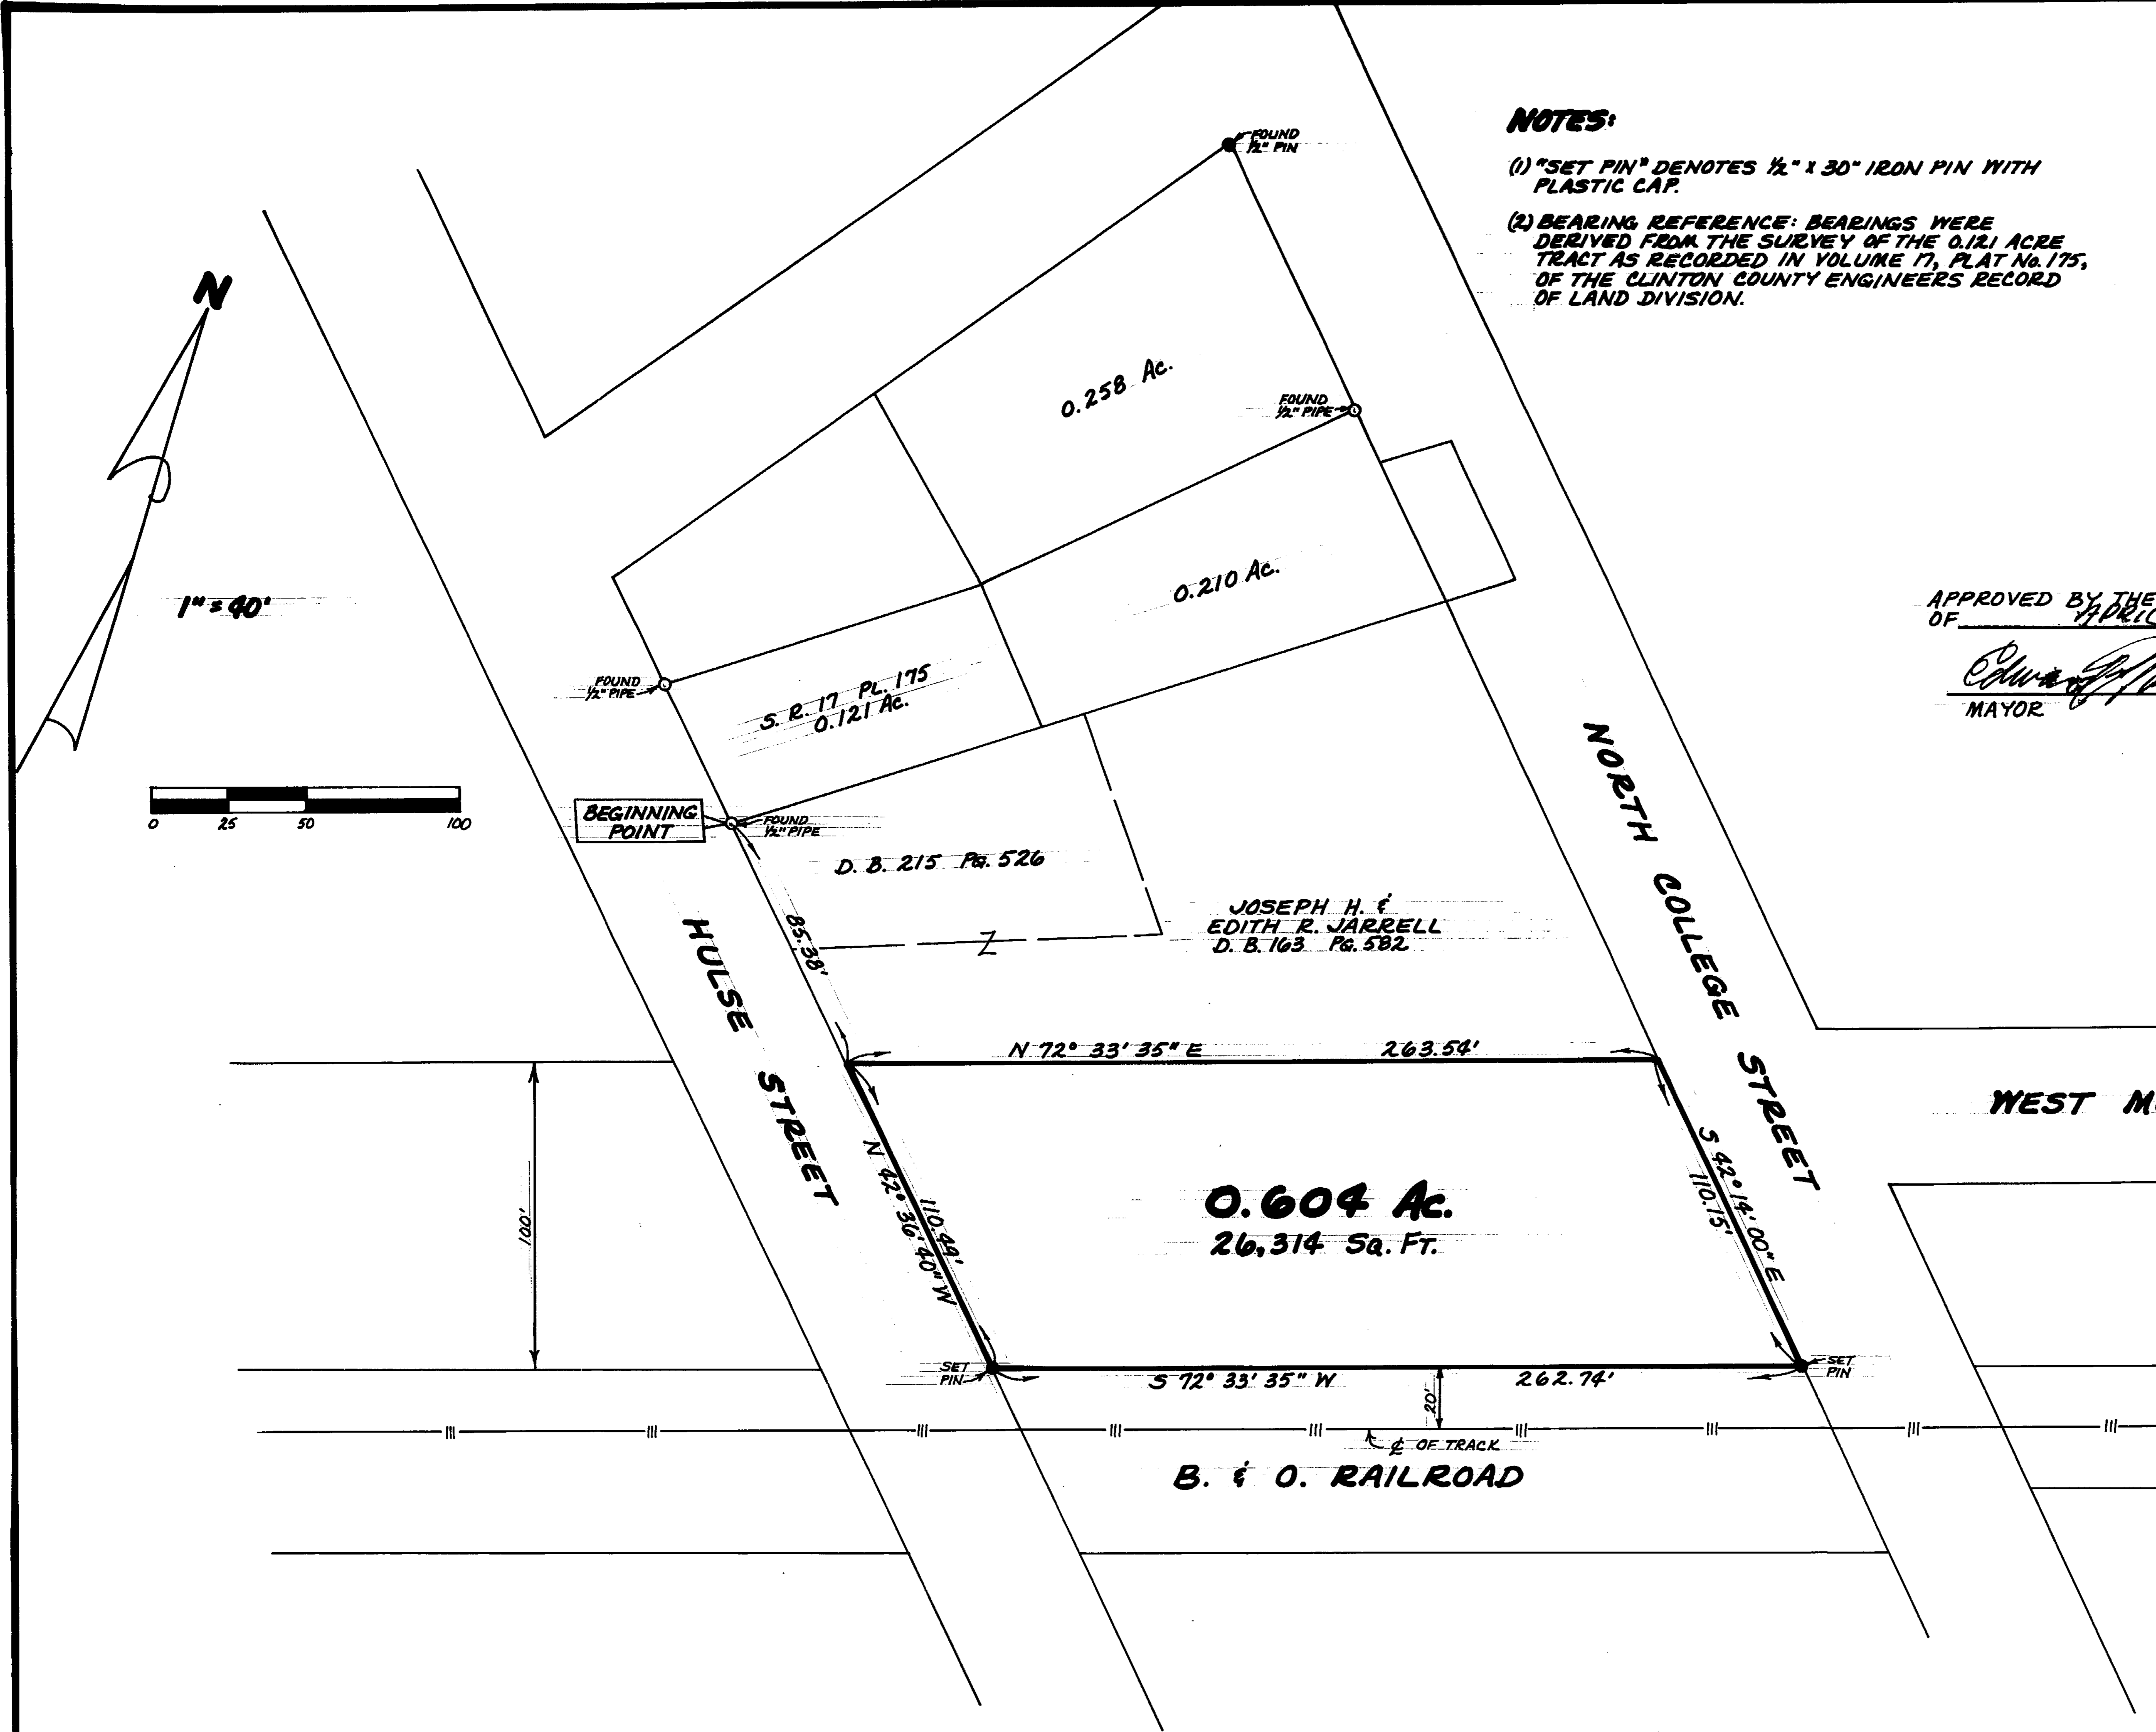 NOTES:
(1) "SET PIN" DENOTES ½" X 30" IRON PIN WITH
PLASTIC CAP.
(2) BEARING REFERENCE: BEARINGS WERE
DERIVED FROM THE SURVEY OF THE 0.121 ACRE
TRACT AS RECORDED IN VOLUME 17, PLAT No. 175,
OF THE CLINTON COUNTY ENGINEERS RECORD
OF LAND DIVISION.
FOUND
½" PIN
N
0.258 Ac.
FOUND
½" PIPE
0.210 Ac.
1" = 40'
APPROVED BY THE
OF APRIL
MAYOR
FOUND
½" PIPE
S. R. 17 PL. 175
0.121 Ac.
0 25 50 100
BEGINNING
POINT
FOUND
½" PIPE
D. B. 215 PG. 526
85.38'
JOSEPH H. &
EDITH R. JARRELL
D. B. 163 PG. 582
HULSE STREET
NORTH COLLEGE STREET
N 72° 33' 35" E 263.54'
WEST M
100'
N 42° 36' 40" W
110.49'
0.604 Ac.
26,314 SQ. FT.
S 42° 14' 00" E
110.15'
SET
PIN
S 72° 33' 35" W 262.74'
SET
PIN
20'
℄ OF TRACK
B. & O. RAILROAD